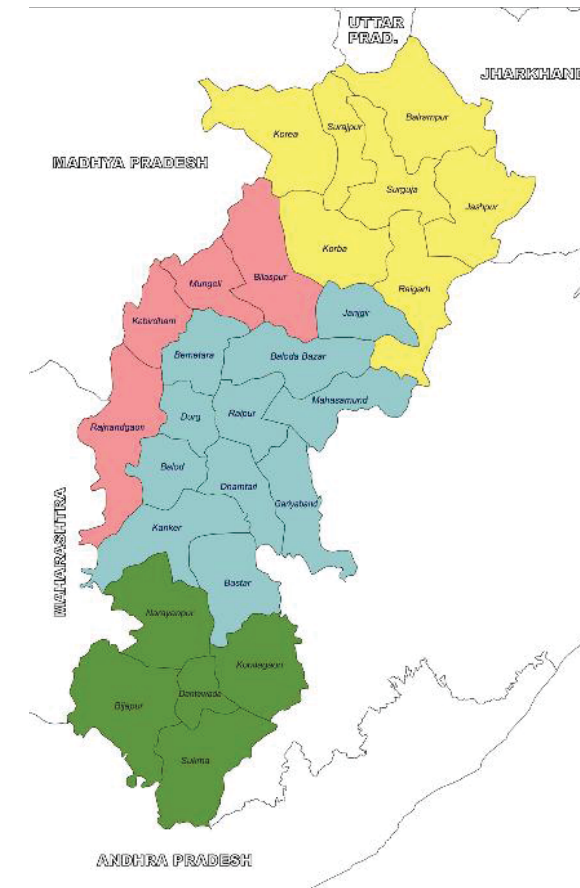 UTTAR
PRAD.
JHARKHAND
MADHYA PRADESH
Balrampur
Surajpur
Korea
Surguja
Jashpur
Korba
Bilaspur
Mungeli
Raigarh
Janjgir
Kabirdham
Bemetara
Baloda Bazar
Mahasamund
Rajnandgaon
Durg
Raipur
Balod
Dhamtari
Gariyaband
Kanker
MAHARASHTRA
Bastar
Narayanpur
Kondagaon
Dantewada
Bijapur
Sukma
ANDHRA PRADESH